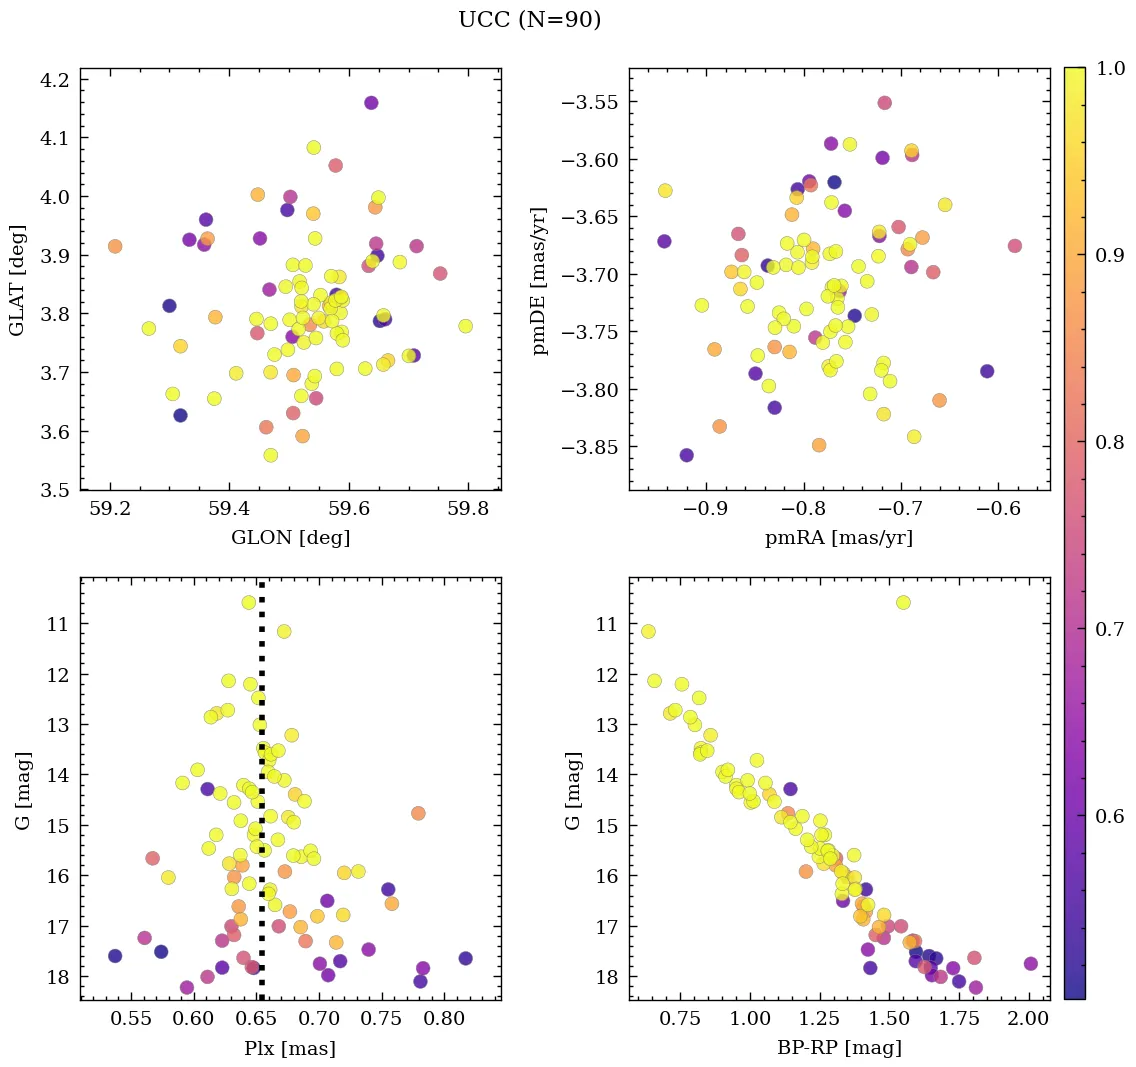 UCC (N=90)
4.2
4.1
4.0
3.9
3.8
3.7
3.6
3.5
GLAT [deg]
59.2 59.4 59.6 59.8
GLON [deg]
−3.55
−3.60
−3.65
−3.70
−3.75
−3.80
−3.85
pmDE [mas/yr]
−0.9 −0.8 −0.7 −0.6
pmRA [mas/yr]
1.0
0.9
0.8
0.7
0.6
11
12
13
14
15
16
17
18
G [mag]
0.55 0.60 0.65 0.70 0.75 0.80
Plx [mas]
11
12
13
14
15
16
17
18
G [mag]
0.75 1.00 1.25 1.50 1.75 2.00
BP-RP [mag]